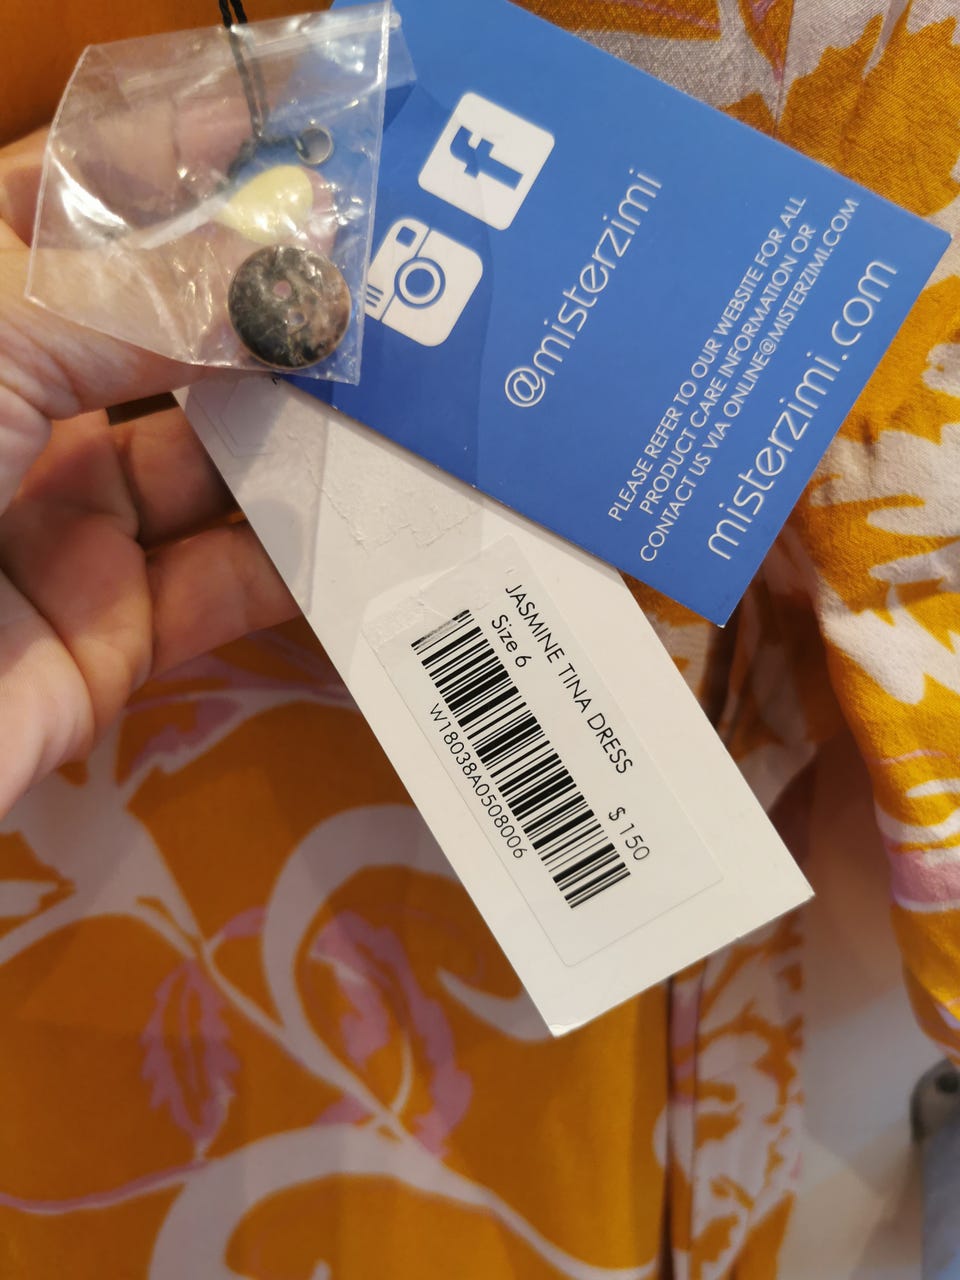 f
@misterzimi
PLEASE REFER TO OUR WEBSITE FOR ALL
PRODUCT CARE INFORMATION OR
CONTACT US VIA ONLINE@MISTERZIMI.COM
misterzimi.com
JASMINE TINA DRESS
Size 6
$ 150
W18038A0508006